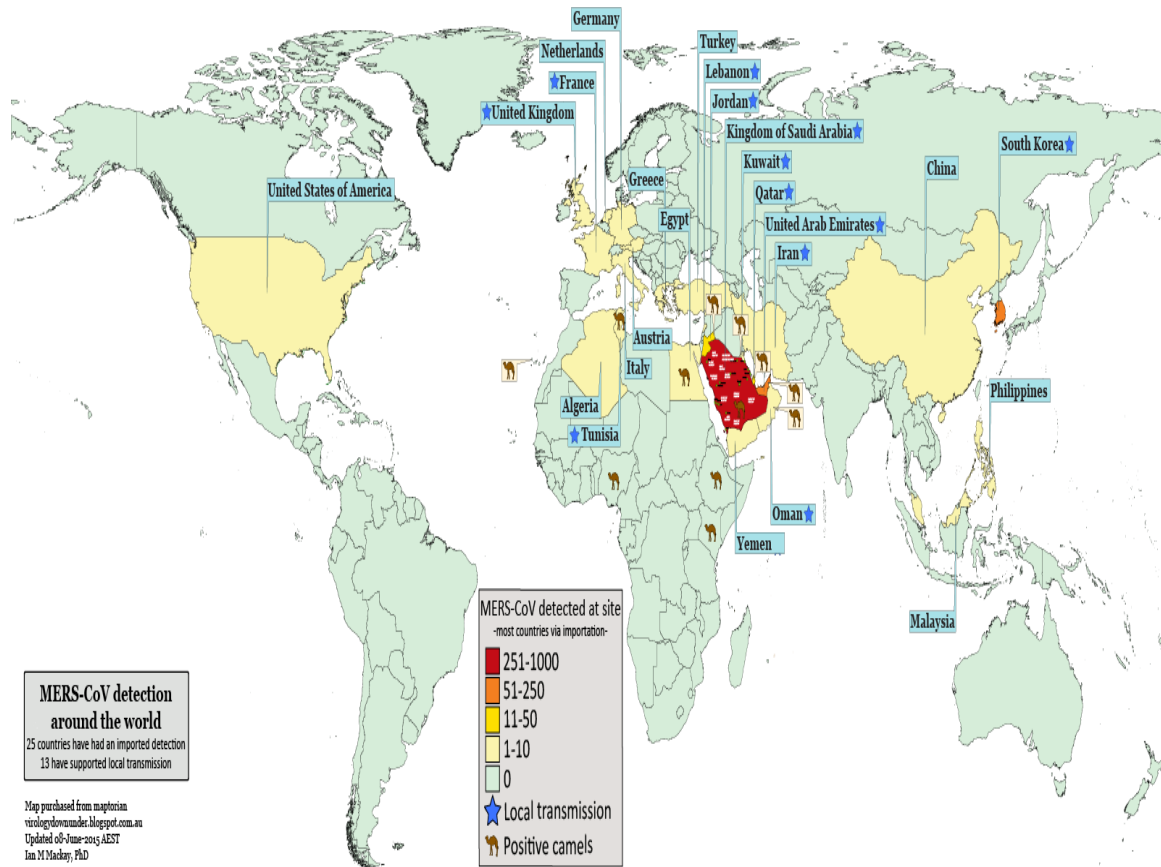 Germany
Netherlands
France
United Kingdom
Turkey
Lebanon
Jordan
Kingdom of Saudi Arabia
Kuwait
Qatar
United Arab Emirates
Iran
South Korea
China
United States of America
Greece
Egypt
Austria
Italy
Algeria
Tunisia
Philippines
Oman
Yemen
Malaysia
MERS-CoV detected at site
-most countries via importation-
251-1000
51-250
11-50
1-10
0
Local transmission
Positive camels
MERS-CoV detection
around the world
25 countries have had an imported detection
13 have supported local transmission
Map purchased from maptorian
virologydownunder.blogspot.com.au
Updated 08-June-2015 AEST
Ian M Mackay, PhD